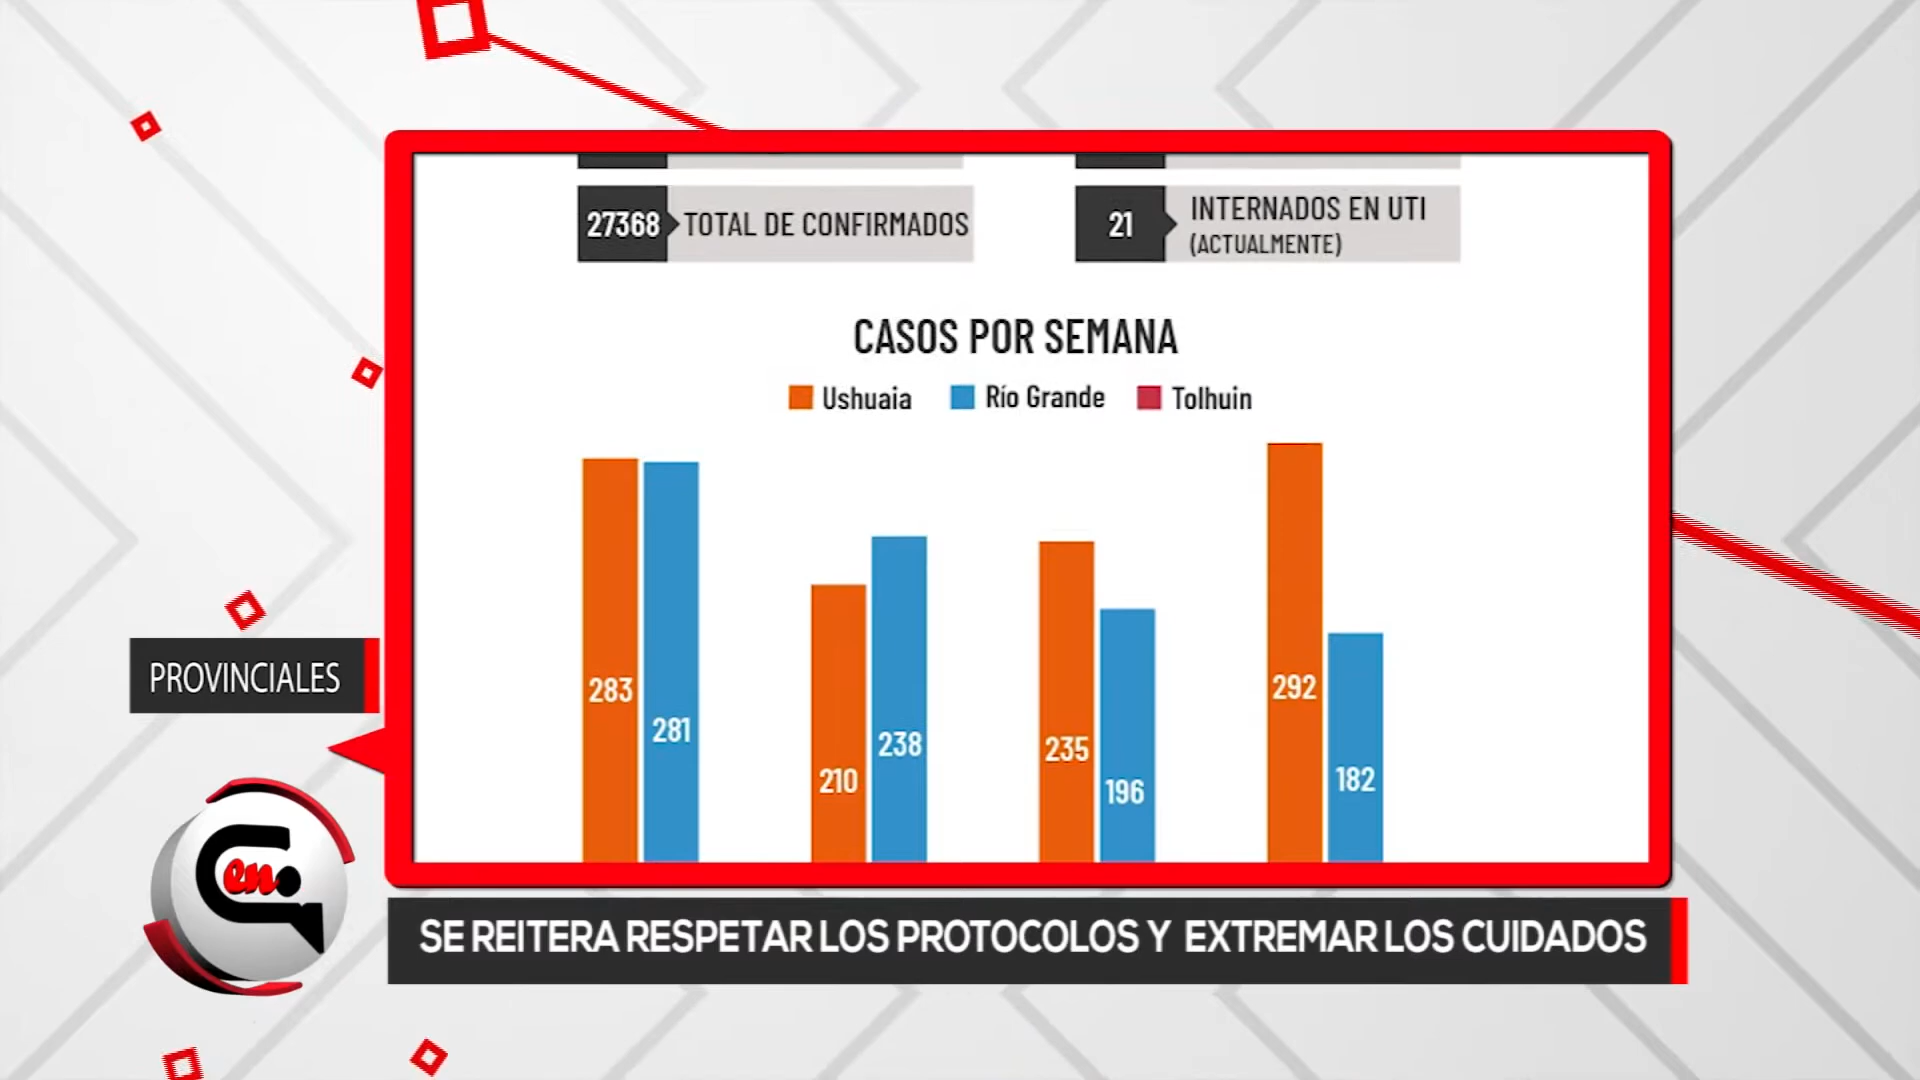 27368 TOTAL DE CONFIRMADOS
21 INTERNADOS EN UTI
(ACTUALMENTE)
CASOS POR SEMANA
Ushuaia Río Grande Tolhuin
283 281 210 238 235 196 292 182
PROVINCIALES
en
SE REITERA RESPETAR LOS PROTOCOLOS Y EXTREMAR LOS CUIDADOS